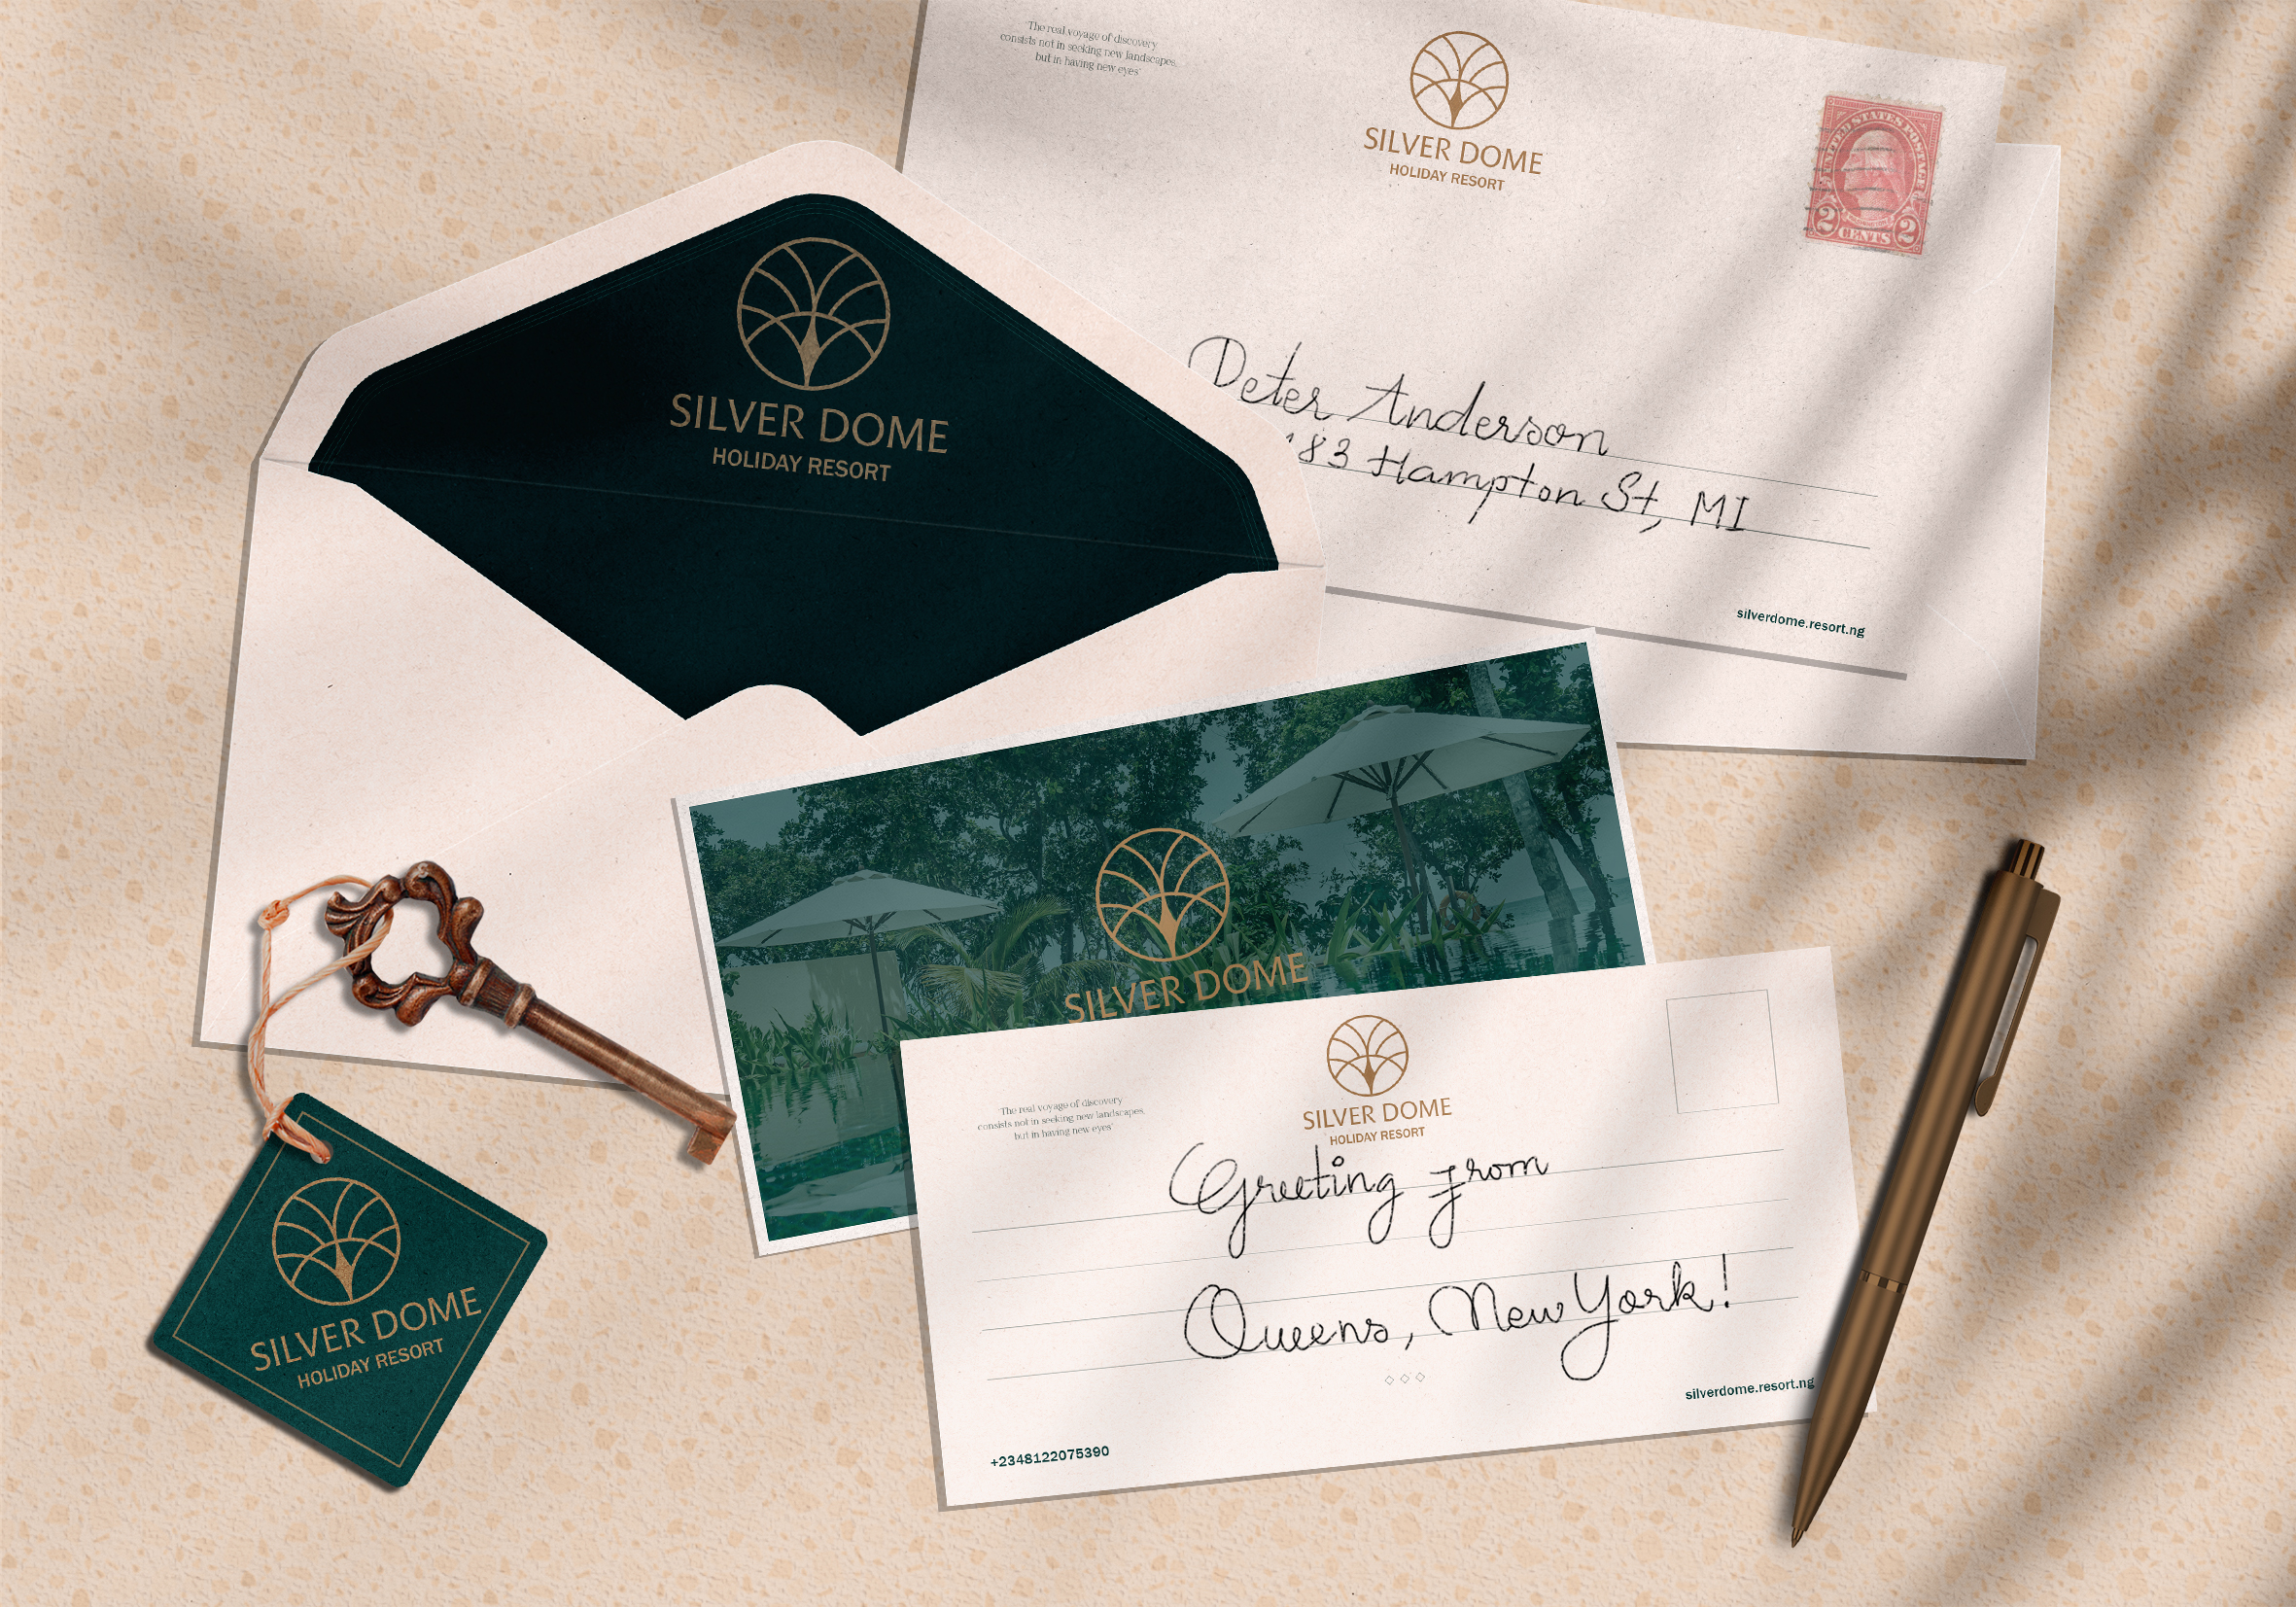 'The real voyage of discovery
consists not in seeking new landscapes,
but in having new eyes'
SILVER DOME
HOLIDAY RESORT
UNITED STATES POSTAGE
2 CENTS 2
Peter Anderson
83 Hampton St, MI
silverdome.resort.ng
SILVER DOME
HOLIDAY RESORT
SILVER DOME
SILVER DOME
HOLIDAY RESORT
'The real voyage of discovery
consists not in seeking new landscapes,
but in having new eyes'
Greeting from
Queens, New York!
silverdome.resort.ng
+2348122075390
SILVER DOME
HOLIDAY RESORT